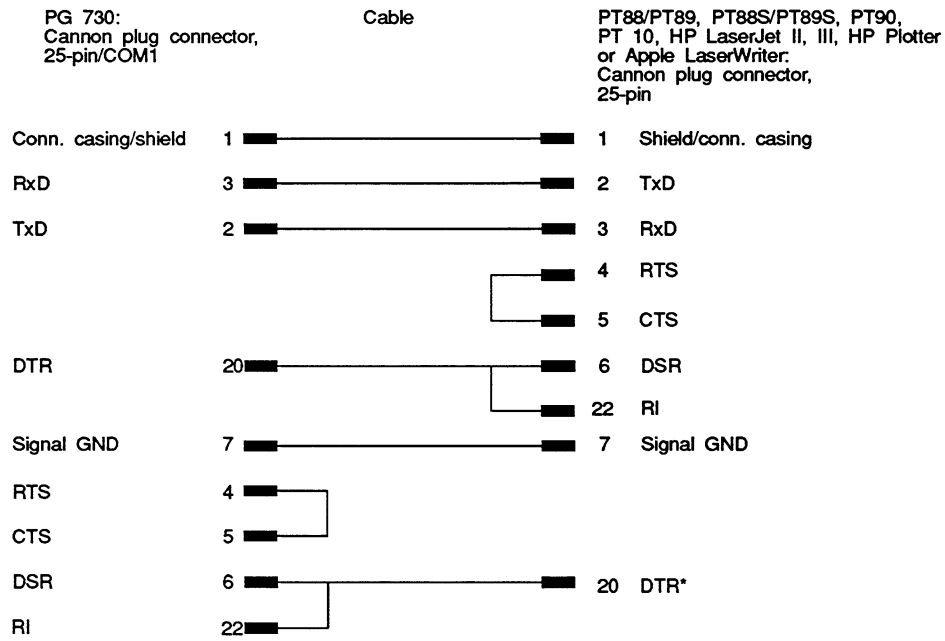 PG 730:
Cannon plug connector,
25-pin/COM1
Cable
PT88/PT89, PT88S/PT89S, PT90,
PT 10, HP LaserJet II, III, HP Plotter
or Apple LaserWriter:
Cannon plug connector,
25-pin
Conn. casing/shield 1 1 Shield/conn. casing
RxD 3 2 TxD
TxD 2 3 RxD
4 RTS
5 CTS
DTR 20 6 DSR
22 RI
Signal GND 7 7 Signal GND
RTS 4
CTS 5
DSR 6 20 DTR*
RI 22